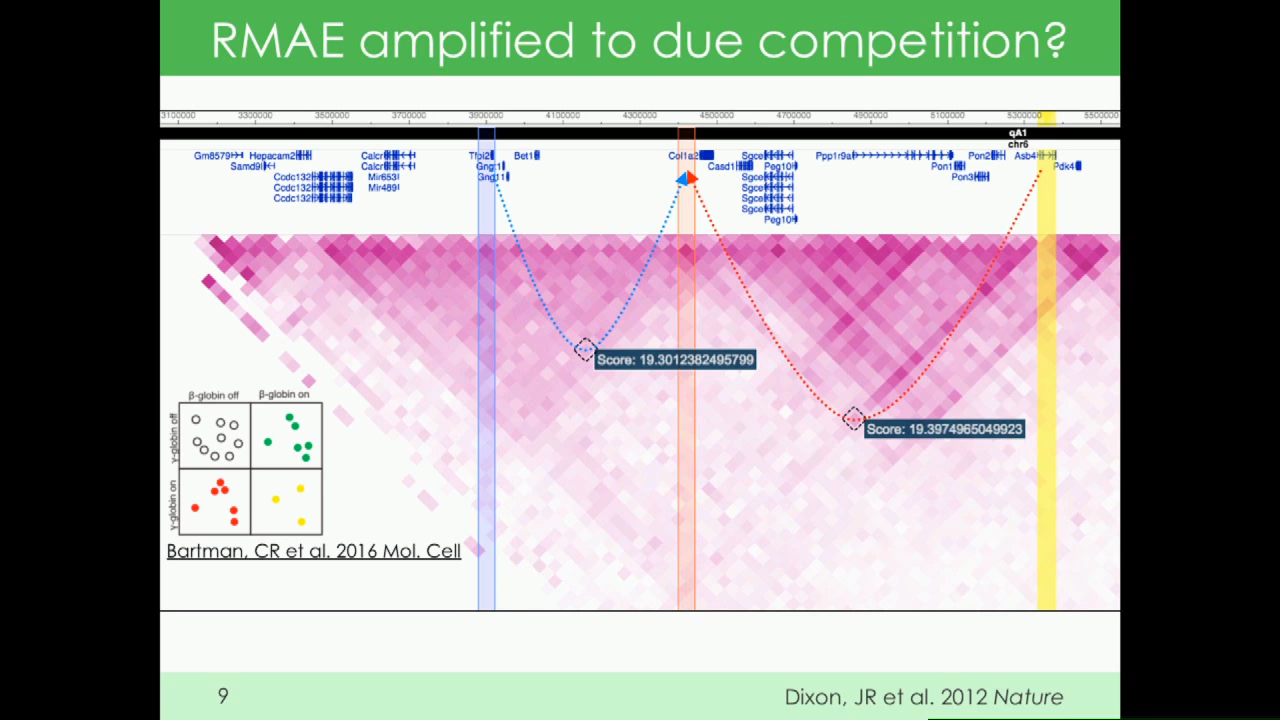 RMAE amplified to due competition?
3100000 3300000 3500000 3700000 3900000 4100000 4300000 4500000 4700000 4900000 5100000 5300000 5500000
qA1
chr6
Gm8579 Hepacam2 Calcr Tfpi2 Bet1 Col1a2 Sgce Ppp1r9a Pon2 Asb4
Samd9l Calcr Gngt1 Casd1 Peg10 Pon1 Pdk4
Ccdc132 Mir653 Gng11 Sgce Pon3
Ccdc132 Mir489 Sgce
Ccdc132 Sgce
Sgce
Peg10
Score: 19.3012382495799
Score: 19.3974965049923
β-globin off β-globin on
γ-globin off
γ-globin on
Bartman, CR et al. 2016 Mol. Cell
9
Dixon, JR et al. 2012 Nature